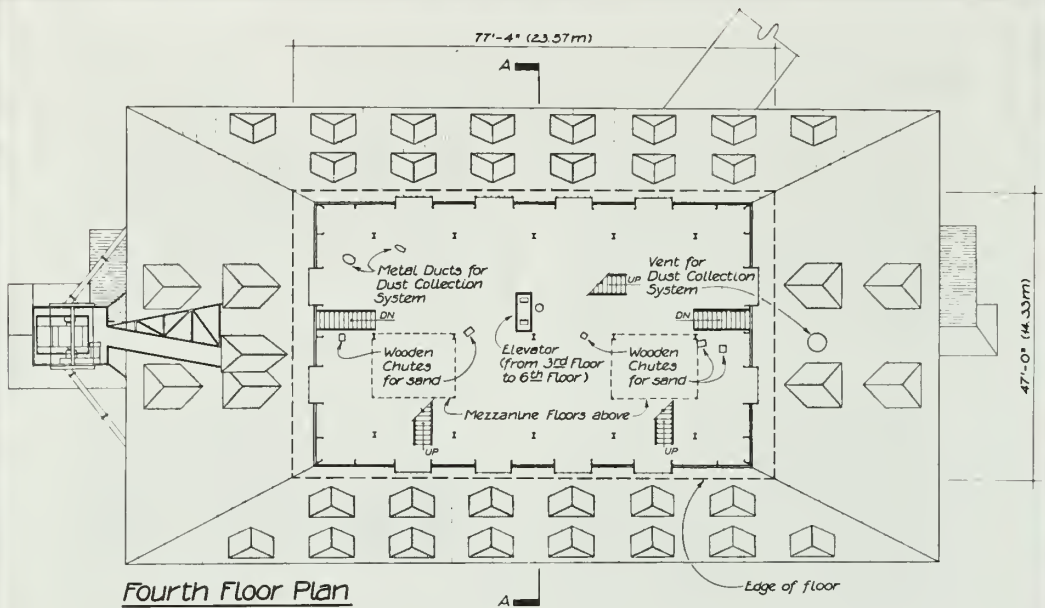 77'-4" (23.57m)
A
Metal Ducts for
Dust Collection
System
Vent for
Dust Collection
System
UP
DN
DN
Wooden
Chutes
for sand
Elevator
(from 3rd Floor
to 6th Floor)
Wooden
Chutes
for sand
Mezzanine Floors above
UP
UP
47'-0" (14.33m)
Edge of floor
Fourth Floor Plan
A